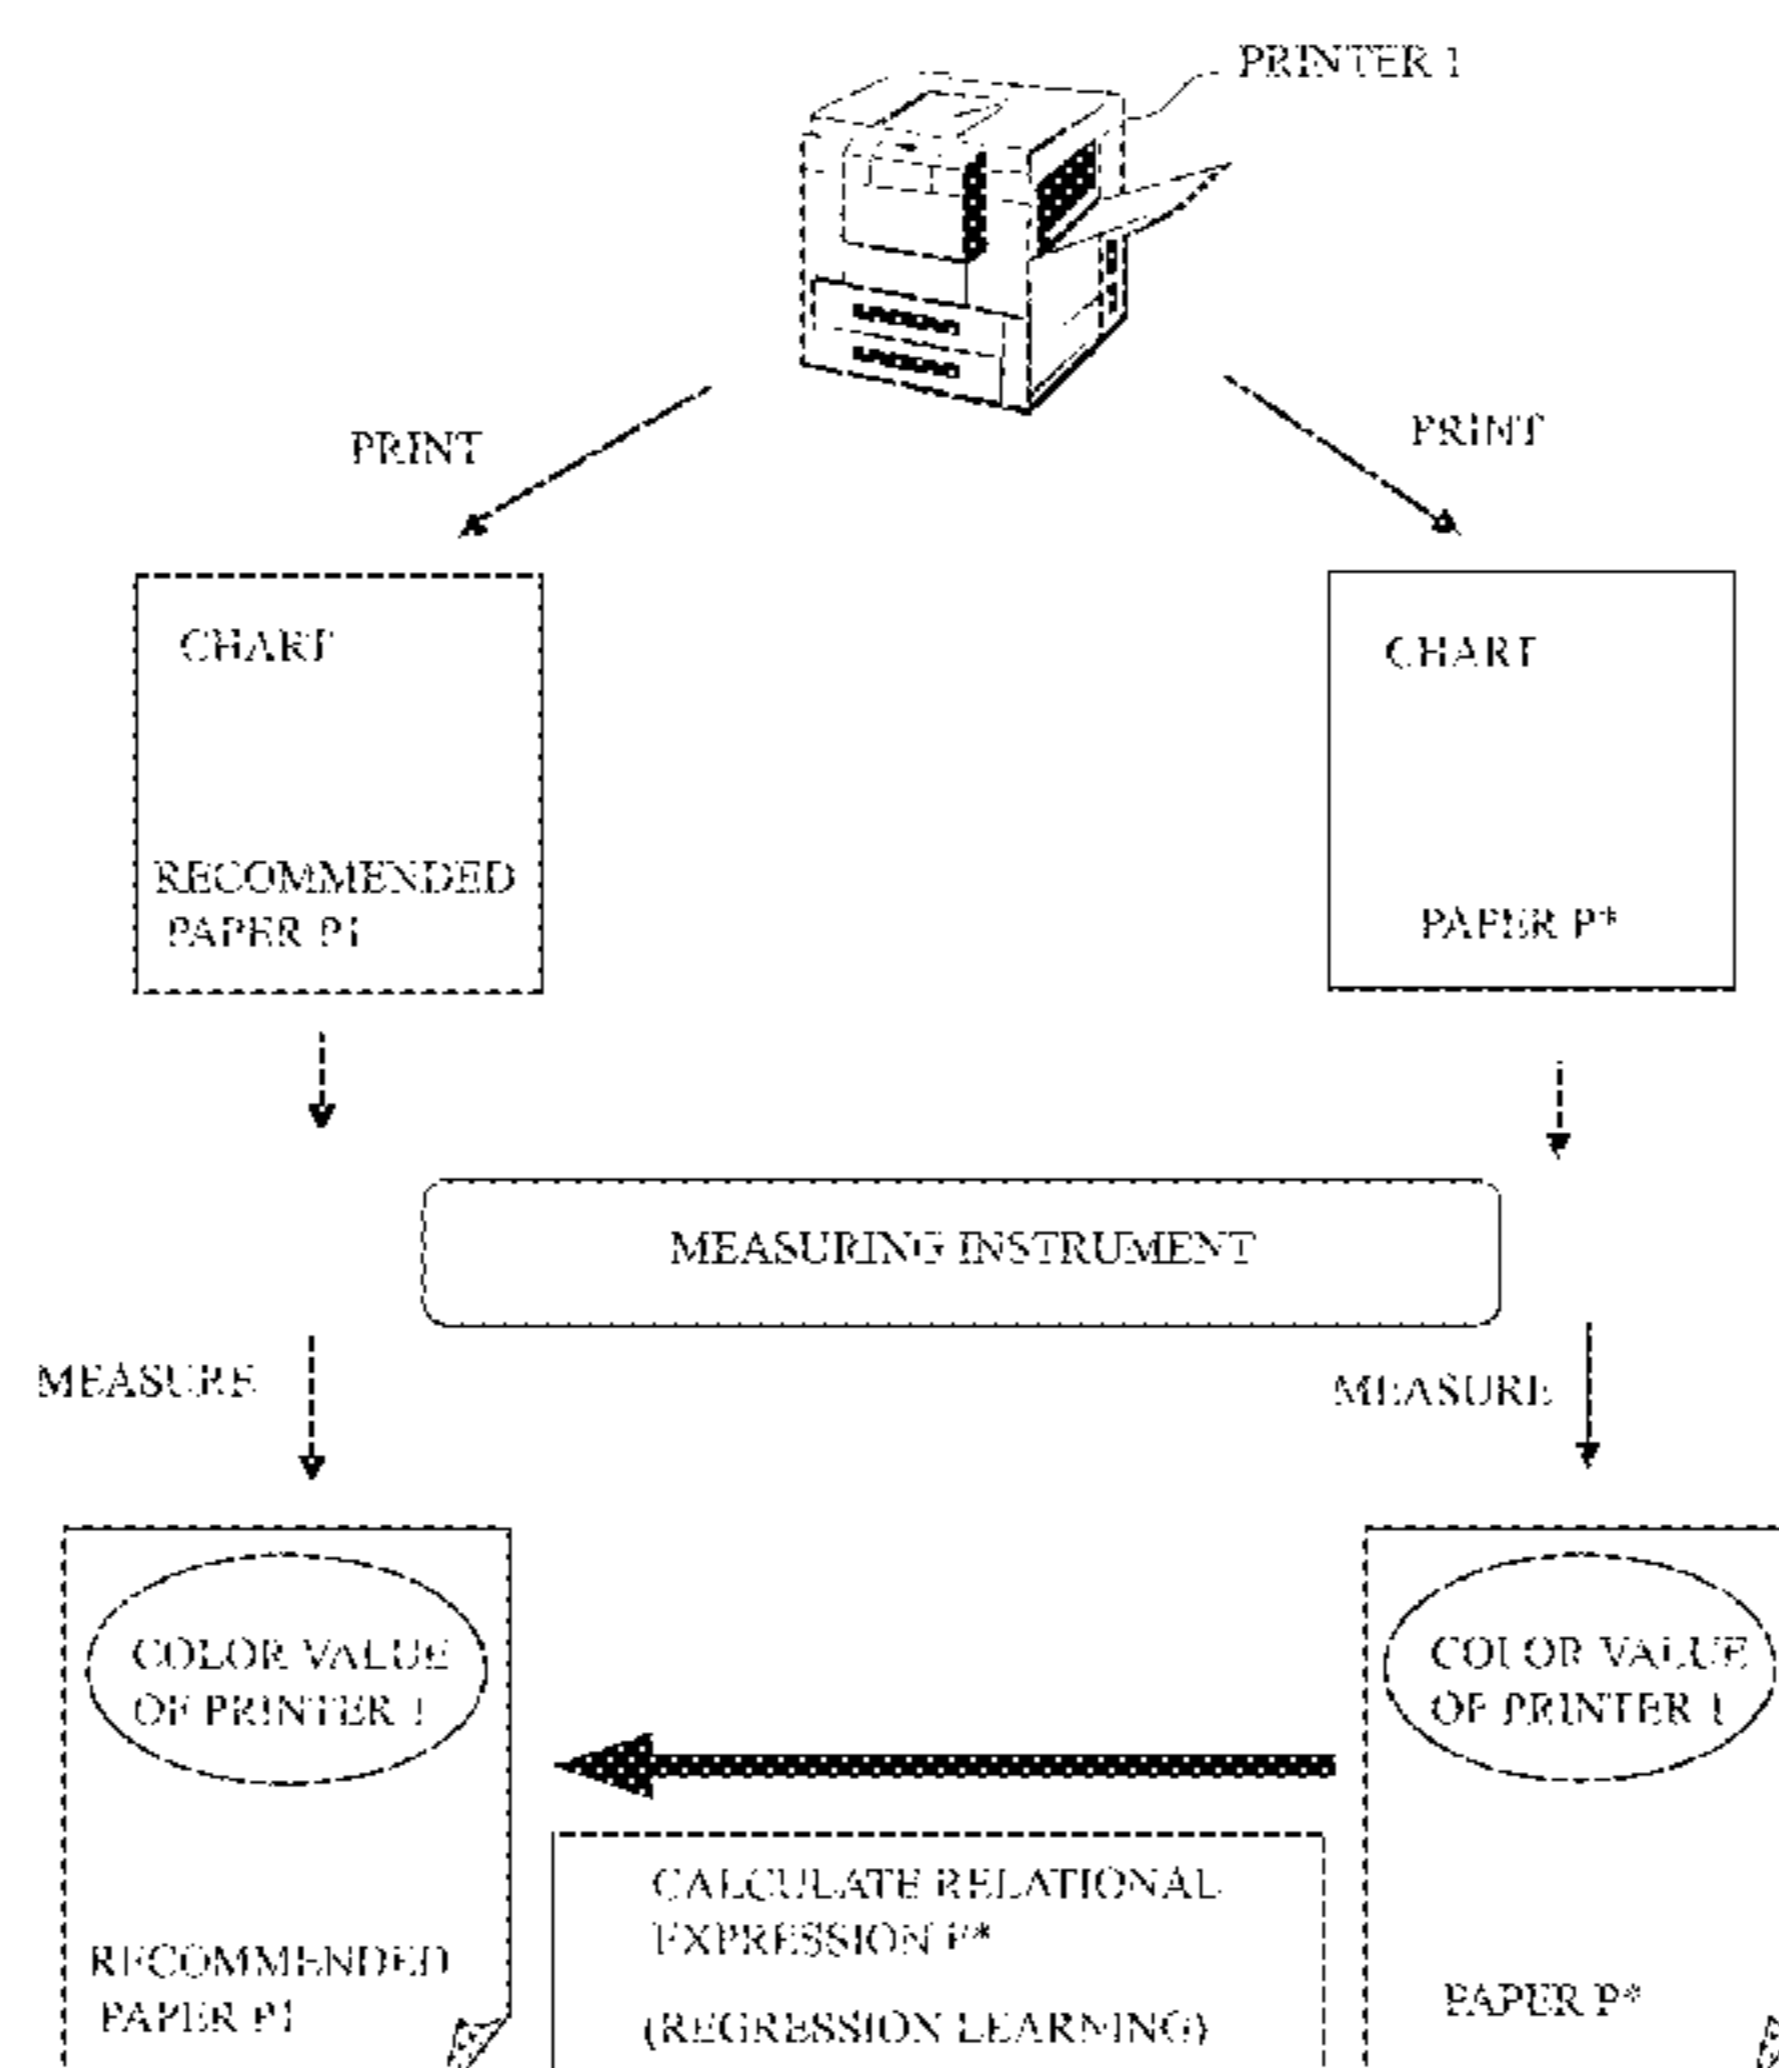 PRINTER 1
PRINT
PRINT
CHART
CHART
RECOMMENDED
PAPER P1
PAPER P*
MEASURING INSTRUMENT
MEASURE
MEASURE
COLOR VALUE
OF PRINTER 1
COLOR VALUE
OF PRINTER 1
CALCULATE RELATIONAL
EXPRESSION F*
(REGRESSION LEARNING)
RECOMMENDED
PAPER P1
PAPER P*